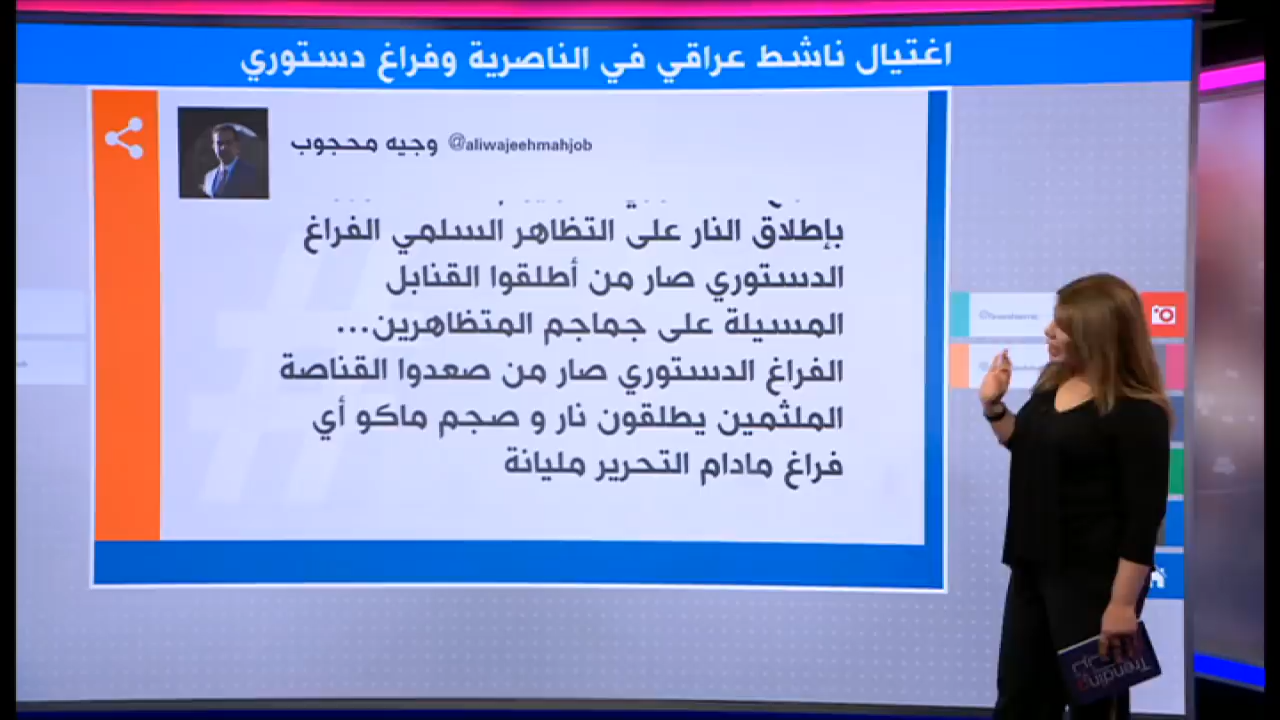 اغتيال ناشط عراقي في الناصرية وفراغ دستوري
وجيه محجوب @aliwajeehmahjob
بإطلاق النار على التظاهر السلمي الفراغ
الدستوري صار من أطلقوا القنابل
المسيلة على جماجم المتظاهرين...
الفراغ الدستوري صار من صعدوا القناصة
الملثمين يطلقون نار و صجم ماكو أي
فراغ مادام التحرير مليانة
Trending